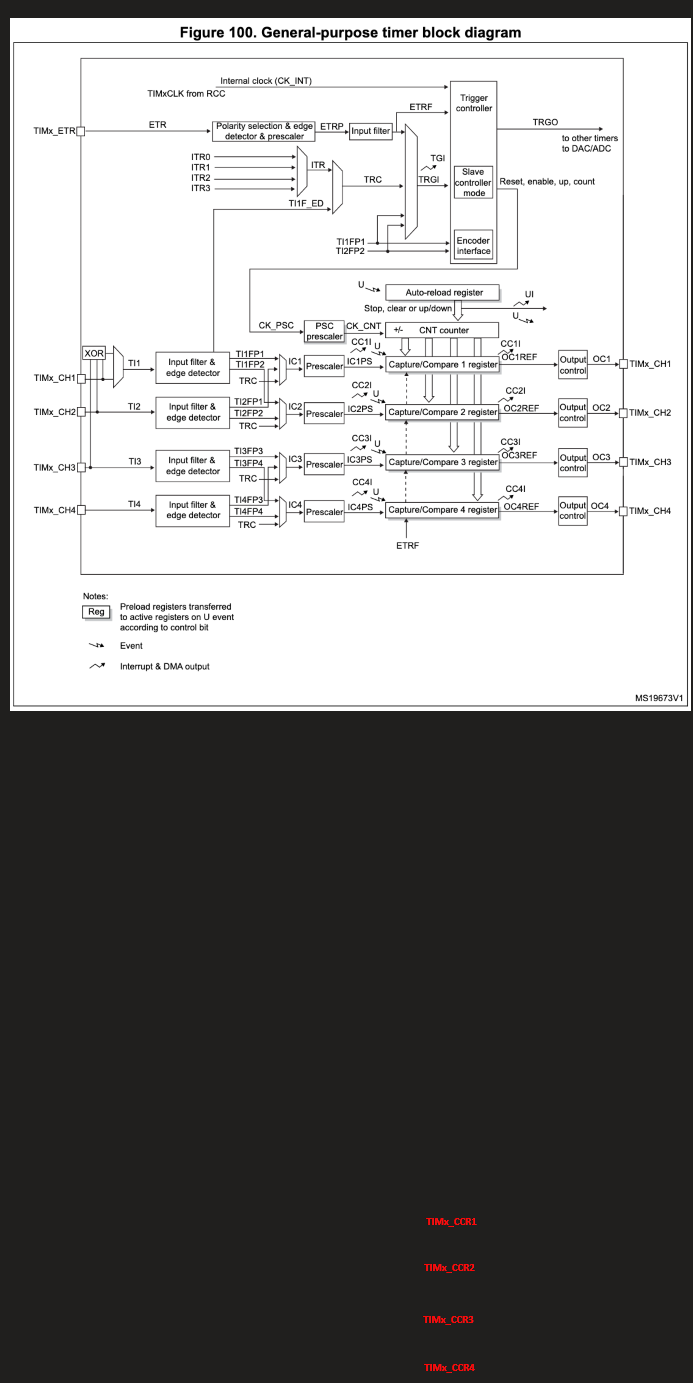 Figure 100. General-purpose timer block diagram
Internal clock (CK_INT)
TIMxCLK from RCC
Trigger
controller
ETRF
TRGO
to other timers
to DAC/ADC
TIMx_ETR
ETR
Polarity selection & edge
detector & prescaler
ETRP
Input filter
ITR0
ITR1
ITR2
ITR3
ITR
TRC
TI1F_ED
TGI
TRGI
Slave
controller
mode
Reset, enable, up, count
TI1FP1
TI2FP2
Encoder
interface
U
Auto-reload register
UI
Stop, clear or up/down
U
CK_PSC
PSC
prescaler
CK_CNT
+/-
CNT counter
XOR
TI1
Input filter &
edge detector
TI1FP1
TI1FP2
TRC
IC1
Prescaler
IC1PS
CC1I
U
Capture/Compare 1 register
CC1I
OC1REF
Output
control
OC1
TIMx_CH1
TIMx_CH1
TIMx_CH2
TI2
Input filter &
edge detector
TI2FP1
TI2FP2
TRC
IC2
Prescaler
IC2PS
CC2I
U
Capture/Compare 2 register
CC2I
OC2REF
Output
control
OC2
TIMx_CH2
TIMx_CH3
TI3
Input filter &
edge detector
TI3FP3
TI3FP4
TRC
IC3
Prescaler
IC3PS
CC3I
U
Capture/Compare 3 register
CC3I
OC3REF
Output
control
OC3
TIMx_CH3
TIMx_CH4
TI4
Input filter &
edge detector
TI4FP3
TI4FP4
TRC
IC4
Prescaler
IC4PS
CC4I
U
Capture/Compare 4 register
CC4I
OC4REF
Output
control
OC4
TIMx_CH4
ETRF
Notes:
Reg
Preload registers transferred
to active registers on U event
according to control bit
Event
Interrupt & DMA output
MS19673V1
TIMx_CCR1
TIMx_CCR2
TIMx_CCR3
TIMx_CCR4